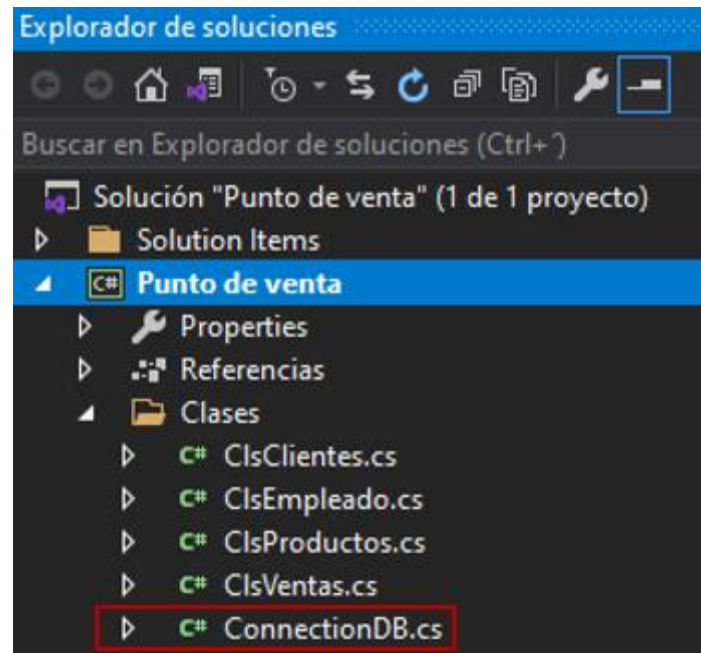 Explorador de soluciones
Buscar en Explorador de soluciones (Ctrl+´)
Solución "Punto de venta" (1 de 1 proyecto)
Solution Items
C# Punto de venta
Properties
Referencias
Clases
C# ClsClientes.cs
C# ClsEmpleado.cs
C# ClsProductos.cs
C# ClsVentas.cs
C# ConnectionDB.cs